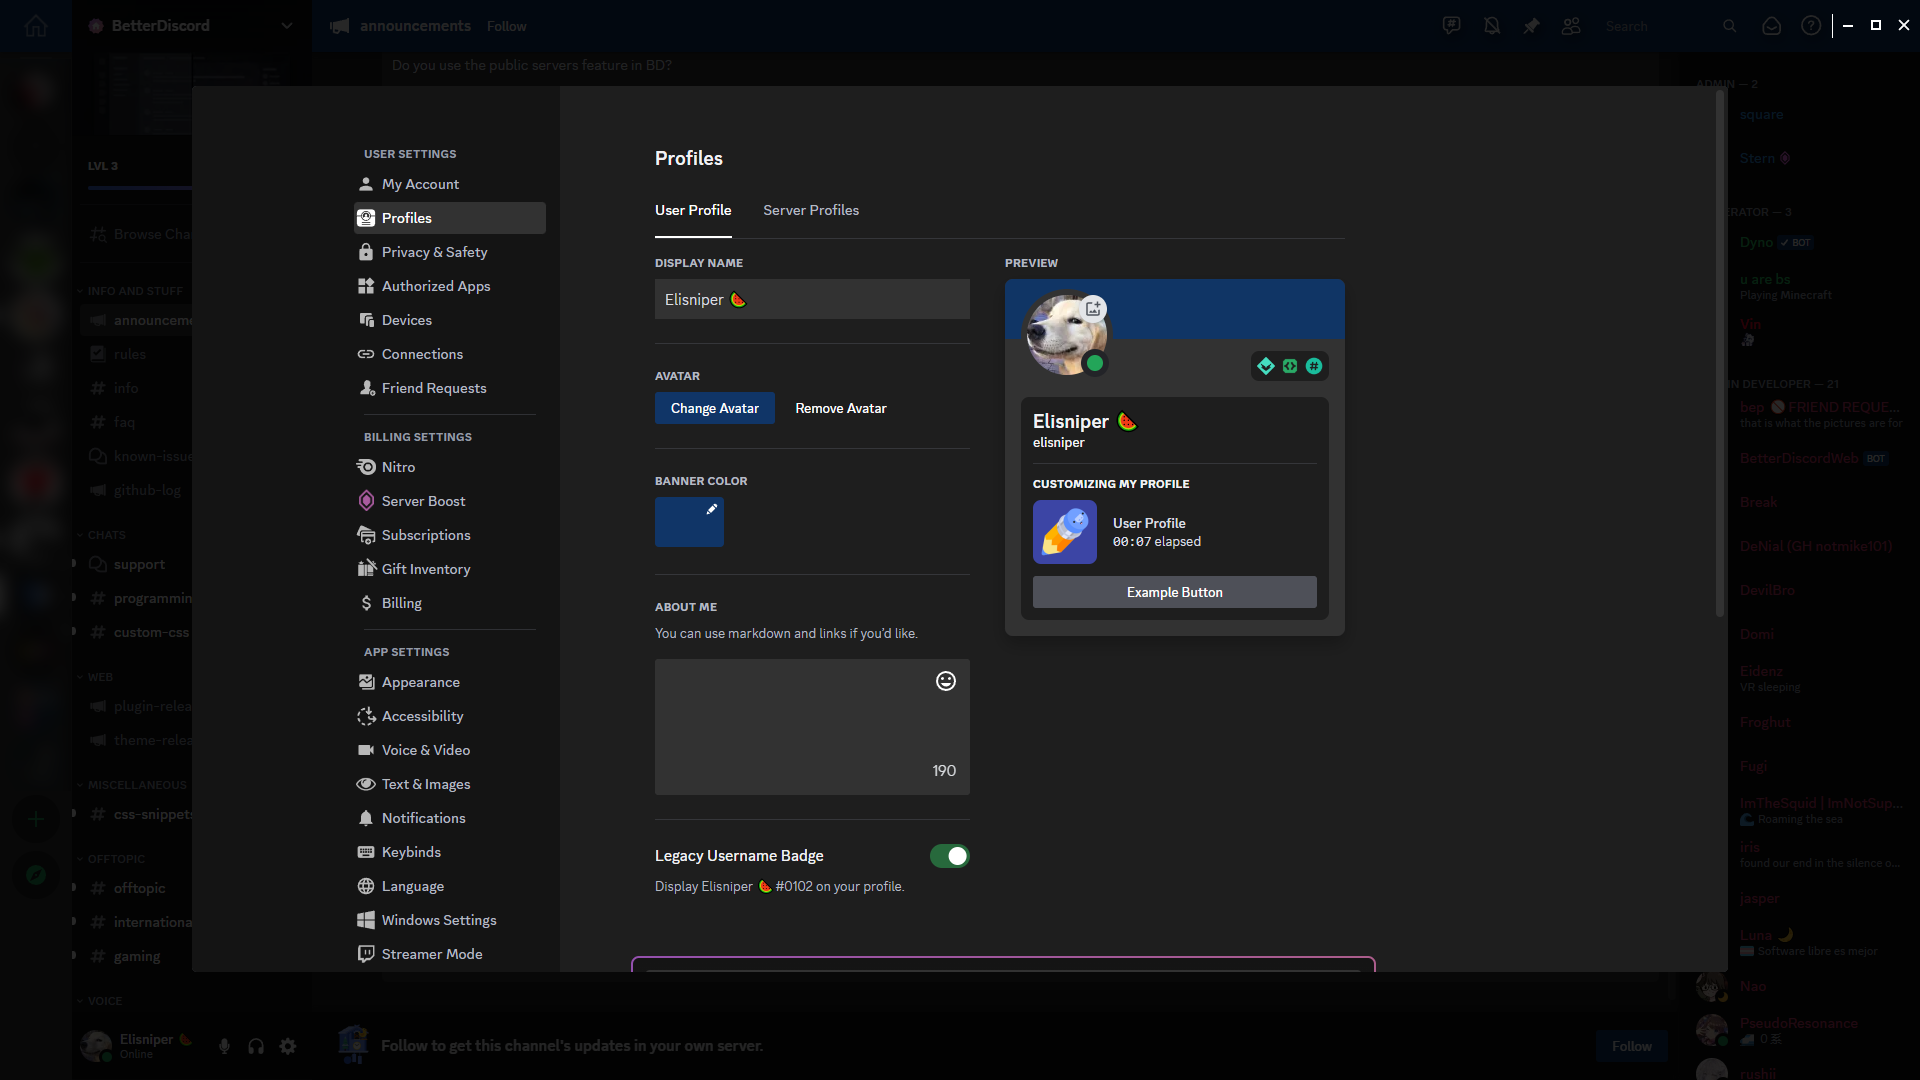 BetterDiscord
announcements
Follow
Search
Do you use the public servers feature in BD?
LVL 3
Browse Cha
INFO AND STUFF
announceme
rules
info
faq
known-issue
github-log
CHATS
support
programmin
custom-css
WEB
plugin-relea
theme-relea
MISCELLANEOUS
css-snippets
OFFTOPIC
offtopic
internationa
gaming
VOICE
Elisniper 🍉
Online
USER SETTINGS
My Account
Profiles
Privacy & Safety
Authorized Apps
Devices
Connections
Friend Requests
BILLING SETTINGS
Nitro
Server Boost
Subscriptions
Gift Inventory
Billing
APP SETTINGS
Appearance
Accessibility
Voice & Video
Text & Images
Notifications
Keybinds
Language
Windows Settings
Streamer Mode
Profiles
User Profile
Server Profiles
DISPLAY NAME
Elisniper 🍉
AVATAR
Change Avatar
Remove Avatar
BANNER COLOR
ABOUT ME
You can use markdown and links if you'd like.
190
Legacy Username Badge
Display Elisniper 🍉 #0102 on your profile.
PREVIEW
Elisniper 🍉
elisniper
CUSTOMIZING MY PROFILE
User Profile
00:07 elapsed
Example Button
Follow to get this channel's updates in your own server.
Follow
ADMIN — 2
square
Stern
ERATOR — 3
Dyno ✓ BOT
u are bs
Playing Minecraft
Vin
IN DEVELOPER — 21
bep 🚫 FRIEND REQUE...
that is what the pictures are for
BetterDiscordWeb BOT
Break
DeNial (GH notmike101)
DevilBro
Domi
Eidenz
VR sleeping
Froghut
Fugi
ImTheSquid | ImNotSup...
🌊 Roaming the sea
iris
found our end in the silence o...
jasper
Luna 🌙
Software libre es mejor
Nao
PseudoResonance
rushii